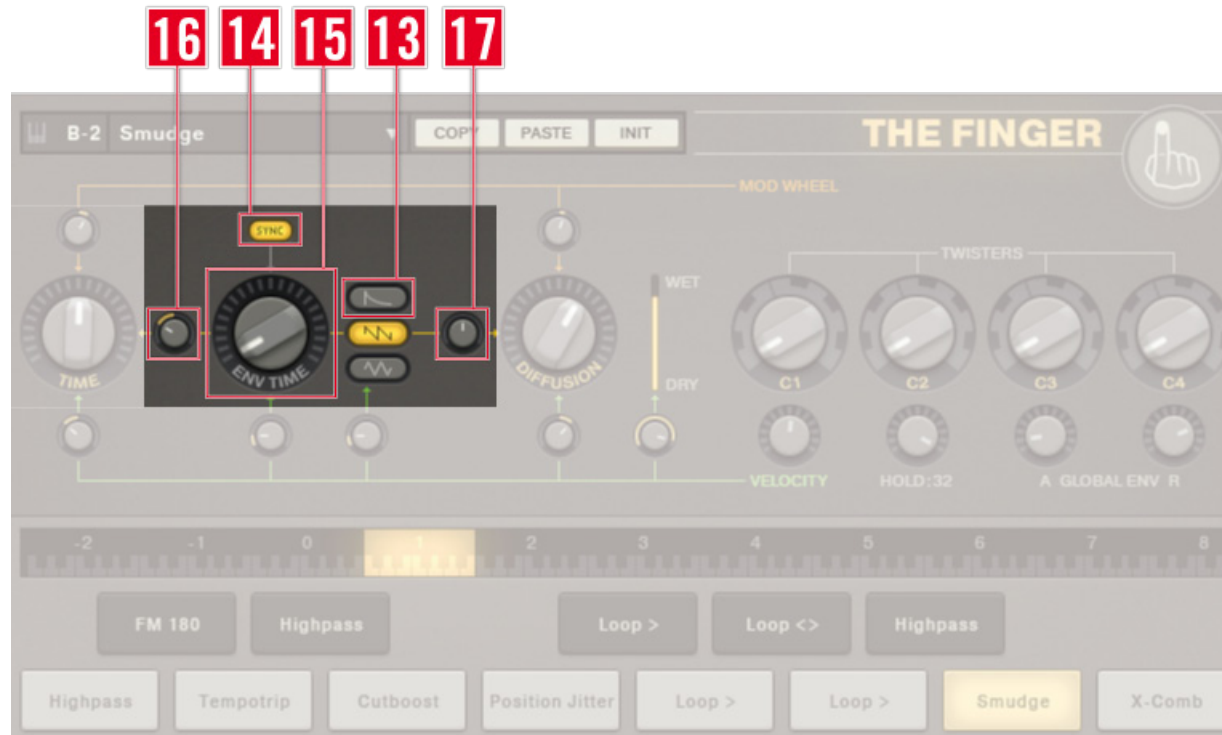 16 14 15 13 17
B-2 Smudge COPY PASTE INIT THE FINGER
MOD WHEEL
SYNC
TWISTERS
WET
TIME ENV TIME DIFFUSION DRY C1 C2 C3 C4
VELOCITY HOLD:32 A GLOBAL ENV R
-2 -1 0 1 2 3 4 5 6 7 8
FM 180 Highpass Loop > Loop <> Highpass
Highpass Tempotrip Cutboost Position Jitter Loop > Loop > Smudge X-Comb